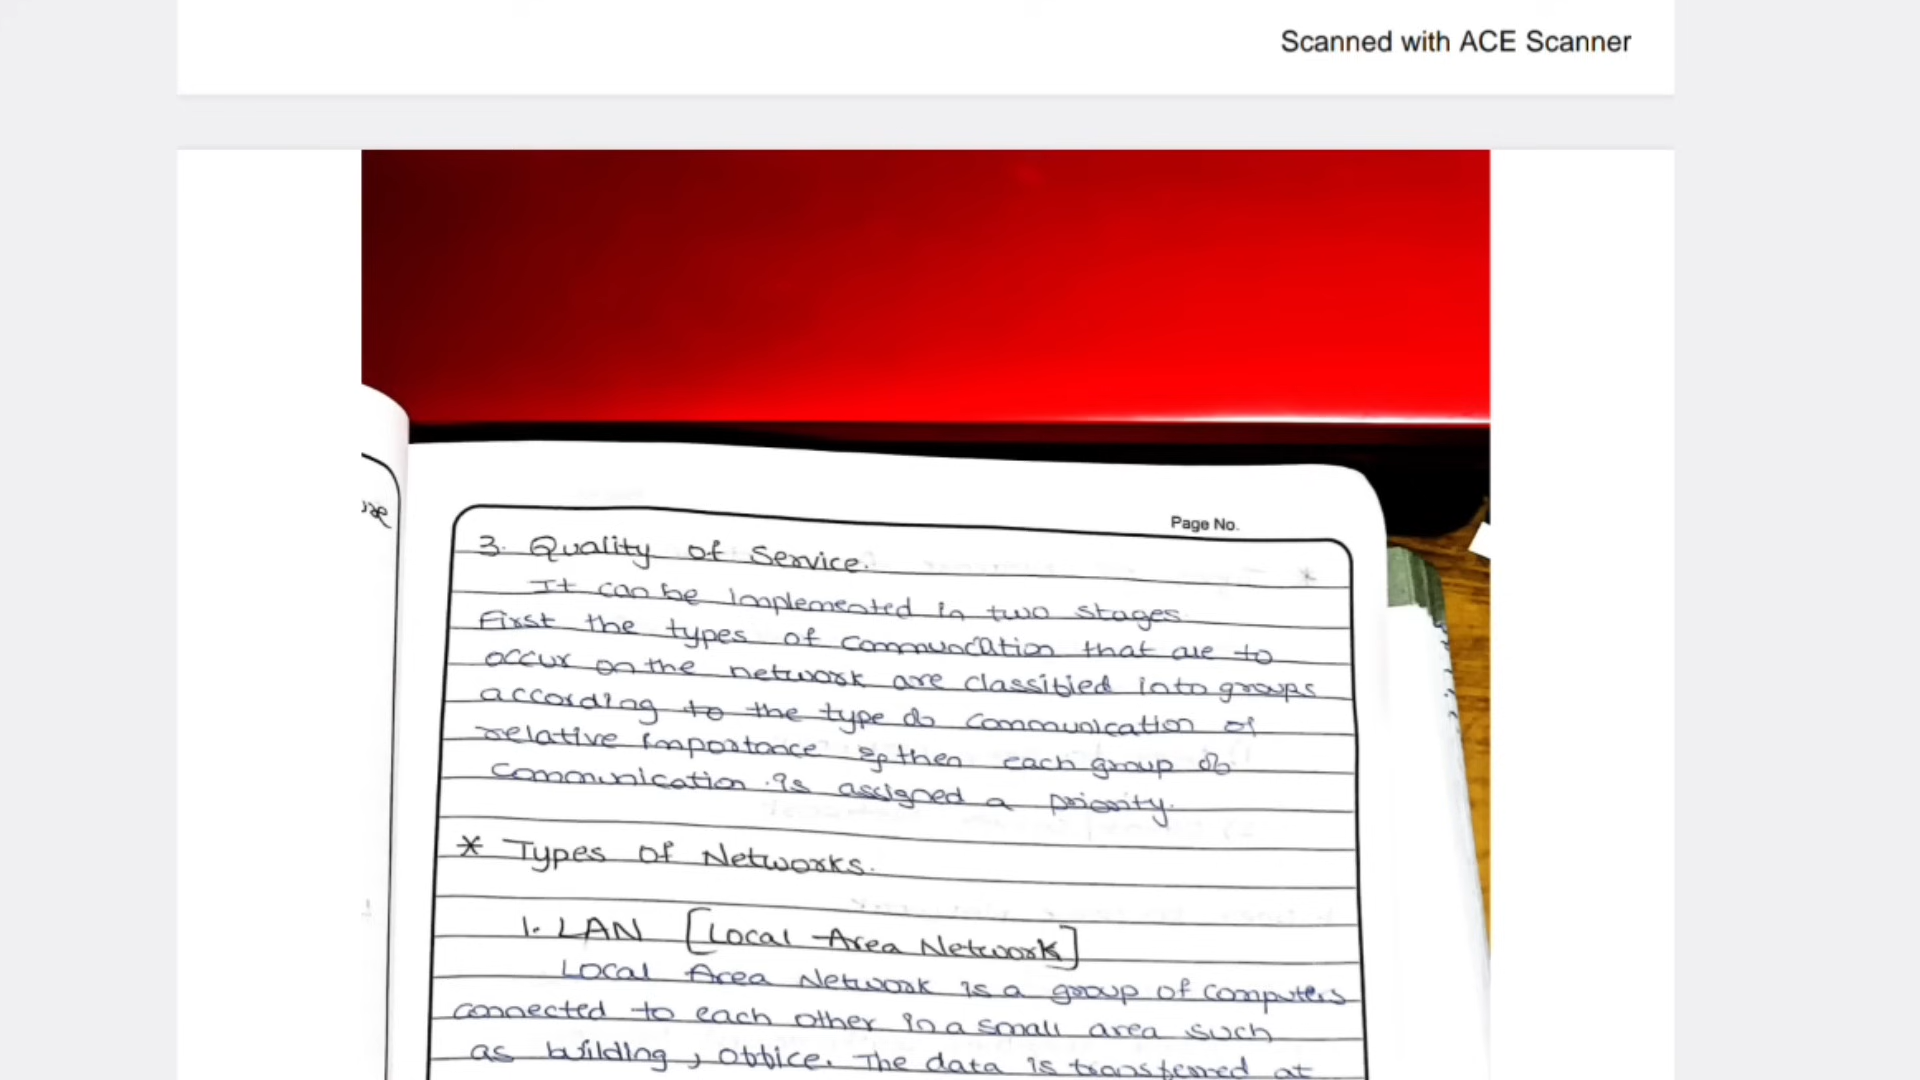 Scanned with ACE Scanner
Page No.
3. Quality of Service.
It can be implemented in two stages
First the types of communcation that are to
occur on the network are classified into groups
according to the type of communication of
relative importance & then each group of
communication is assigned a priority.
* Types of Networks.
1. LAN [Local Area Network]
Local Area Network is a group of computers
connected to each other in a small area such
as building, office. The data is transferred at